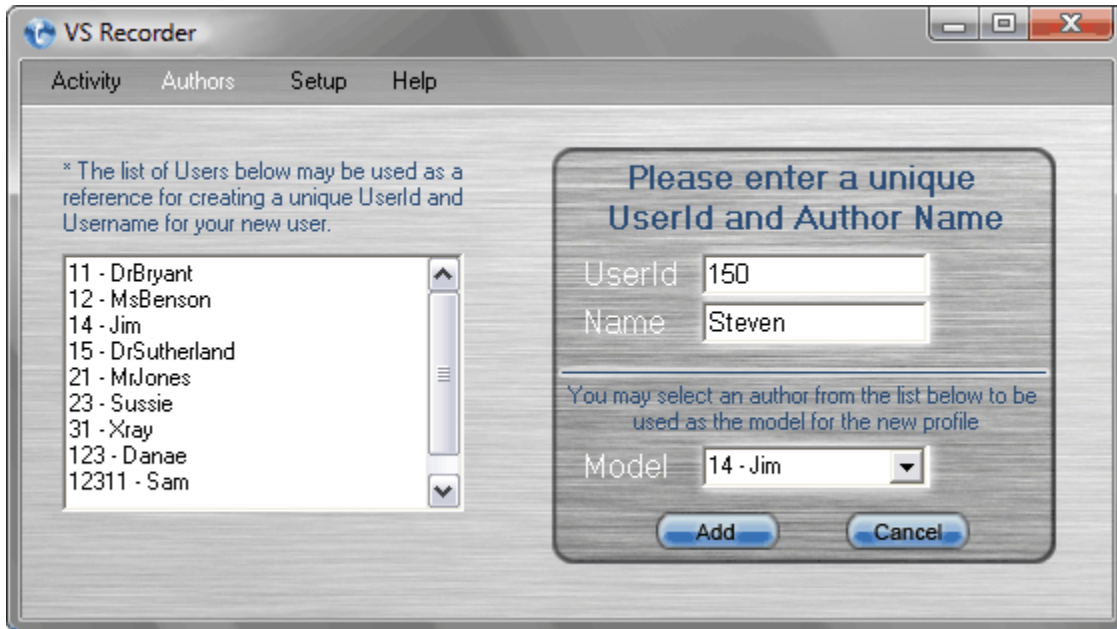 VS Recorder
Activity Authors Setup Help
* The list of Users below may be used as a
reference for creating a unique UserId and
Username for your new user.
11 - DrBryant
12 - MsBenson
14 - Jim
15 - DrSutherland
21 - MrJones
23 - Sussie
31 - Xray
123 - Danae
12311 - Sam
Please enter a unique
UserId and Author Name
UserId 150
Name Steven
You may select an author from the list below to be
used as the model for the new profile
Model 14 - Jim
Add Cancel